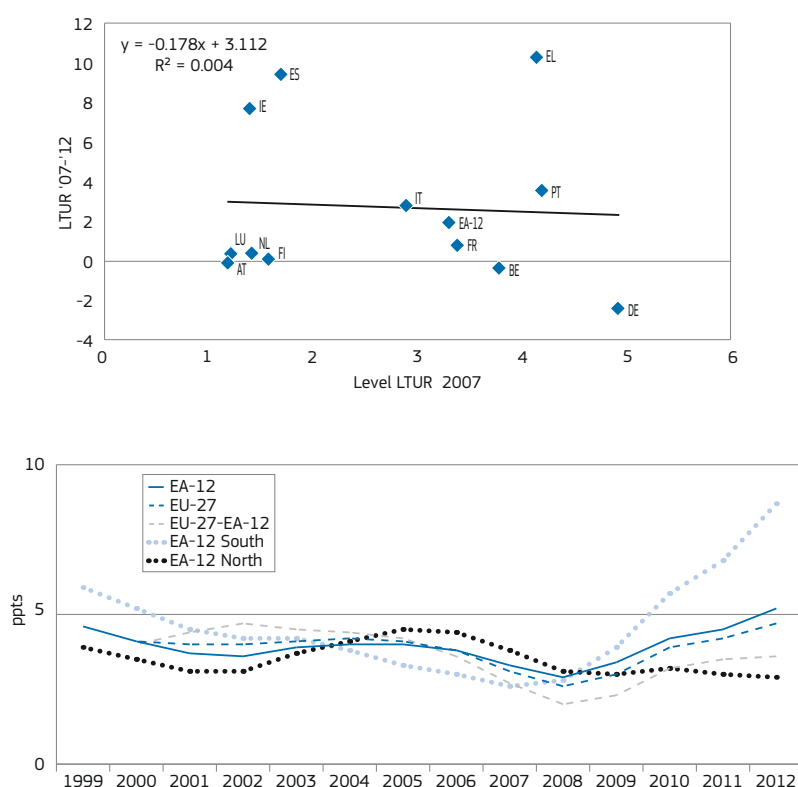 12
y = -0.178x + 3.112
R² = 0.004
EL
10
ES
8
IE
6
LTUR '07-'12
4
PT
IT
2
EA-12
LU
NL
FR
FI
0
AT
BE
-2
DE
-4
0 1 2 3 4 5 6
Level LTUR 2007
10
EA-12
EU-27
EU-27-EA-12
EA-12 South
EA-12 North
ppts
5
0
1999 2000 2001 2002 2003 2004 2005 2006 2007 2008 2009 2010 2011 2012